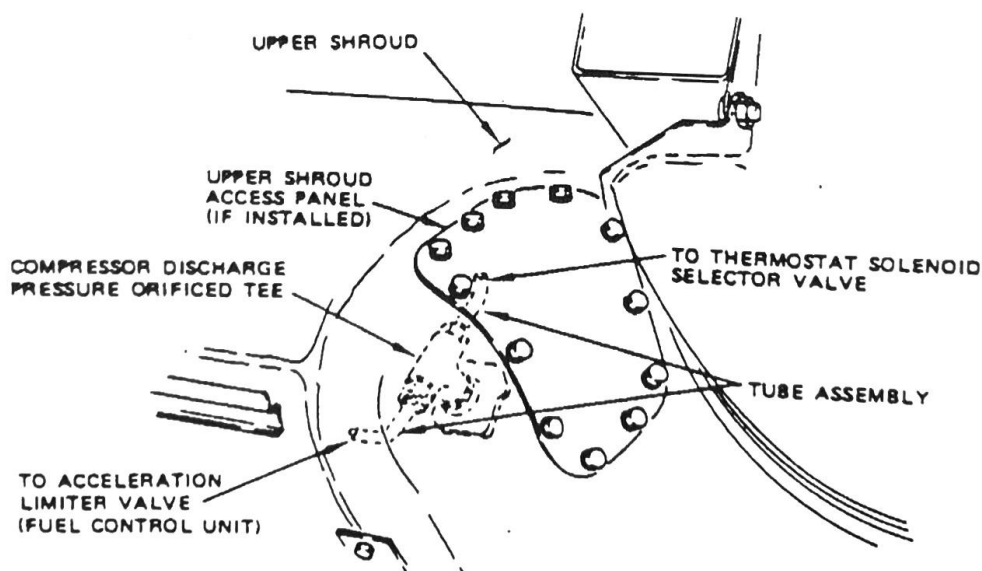 UPPER SHROUD
UPPER SHROUD
ACCESS PANEL
(IF INSTALLED)
COMPRESSOR DISCHARGE
PRESSURE ORIFICED TEE
TO THERMOSTAT SOLENOID
SELECTOR VALVE
TUBE ASSEMBLY
TO ACCELERATION
LIMITER VALVE
(FUEL CONTROL UNIT)